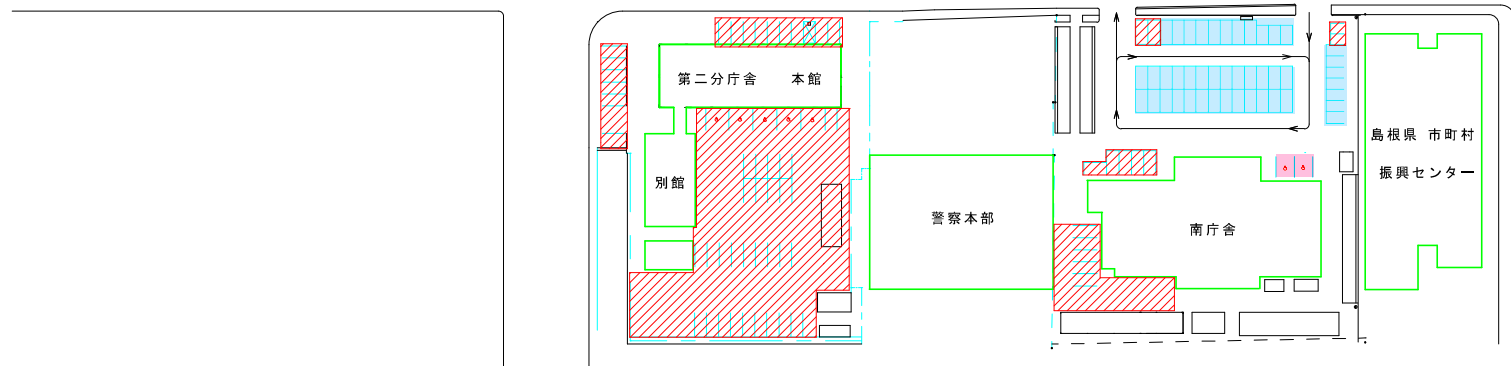 第二分庁舎　本館
別館
警察本部
南庁舎
島根県 市町村
振興センター